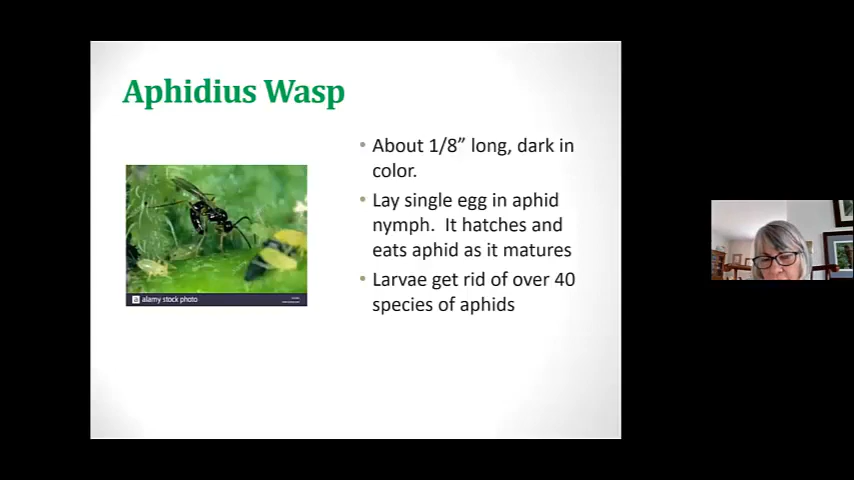 Aphidius Wasp
• About 1/8” long, dark in
color.
• Lay single egg in aphid
nymph. It hatches and
eats aphid as it matures
• Larvae get rid of over 40
species of aphids
a alamy stock photo